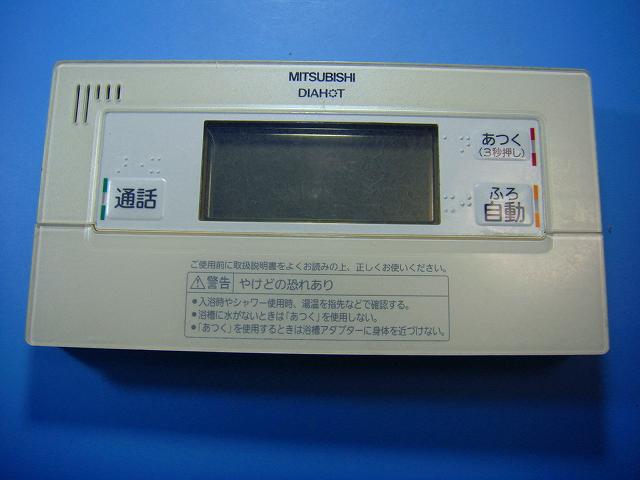 MITSUBISHI
DIAHOT
あつく
(3秒押し)
通話
ふろ
自動
ご使用前に取扱説明書をよくお読みの上、正しくお使いください。
⚠警告 やけどの恐れあり
●入浴時やシャワー使用時、湯温を指先などで確認する。
●浴槽に水がないときは「あつく」を使用しない。
●「あつく」を使用するときは浴槽アダプターに身体を近づけない。